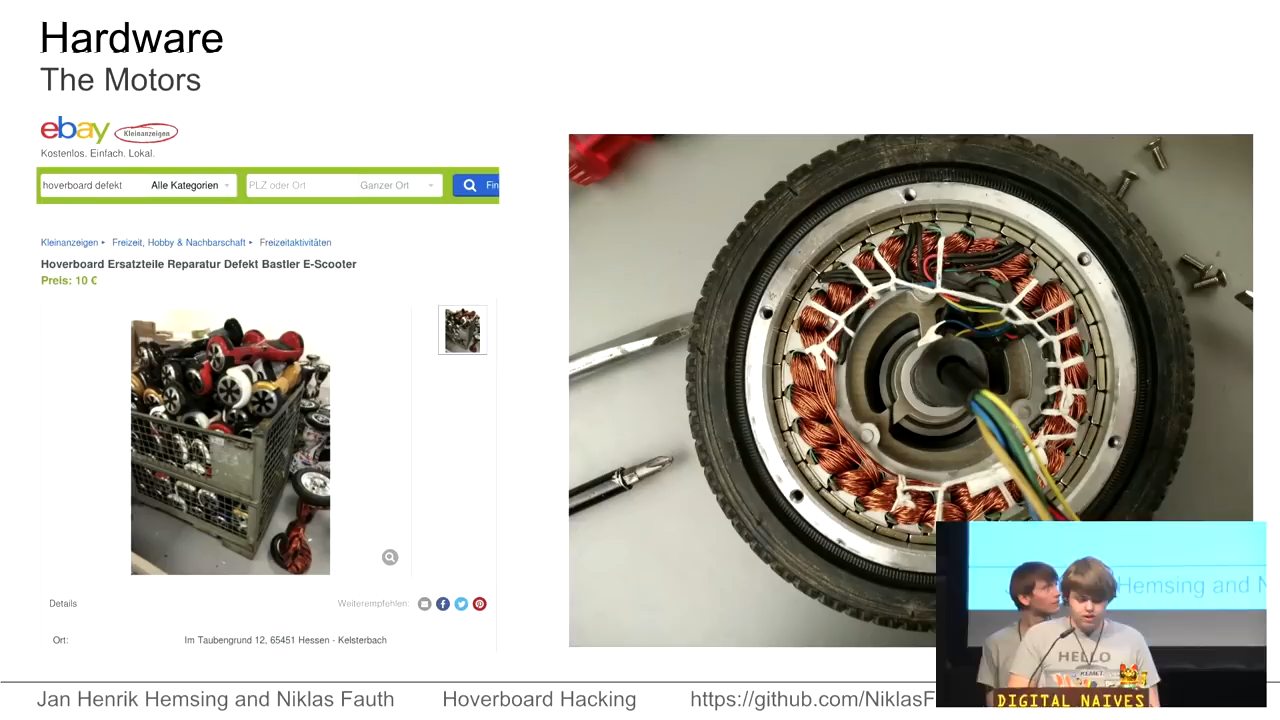 Hardware
The Motors
ebay Kleinanzeigen
Kostenlos. Einfach. Lokal.
hoverboard defekt Alle Kategorien PLZ oder Ort Ganzer Ort Fin
Kleinanzeigen Freizeit, Hobby & Nachbarschaft Freizeitaktivitäten
Hoverboard Ersatzteile Reparatur Defekt Bastler E-Scooter
Preis: 10 €
Details Weiterempfehlen:
Ort: Im Taubengrund 12, 65451 Hessen - Kelsterbach
Hemsing and N
HELLO
DIGITAL NAIVES
Jan Henrik Hemsing and Niklas Fauth Hoverboard Hacking https://github.com/NiklasF